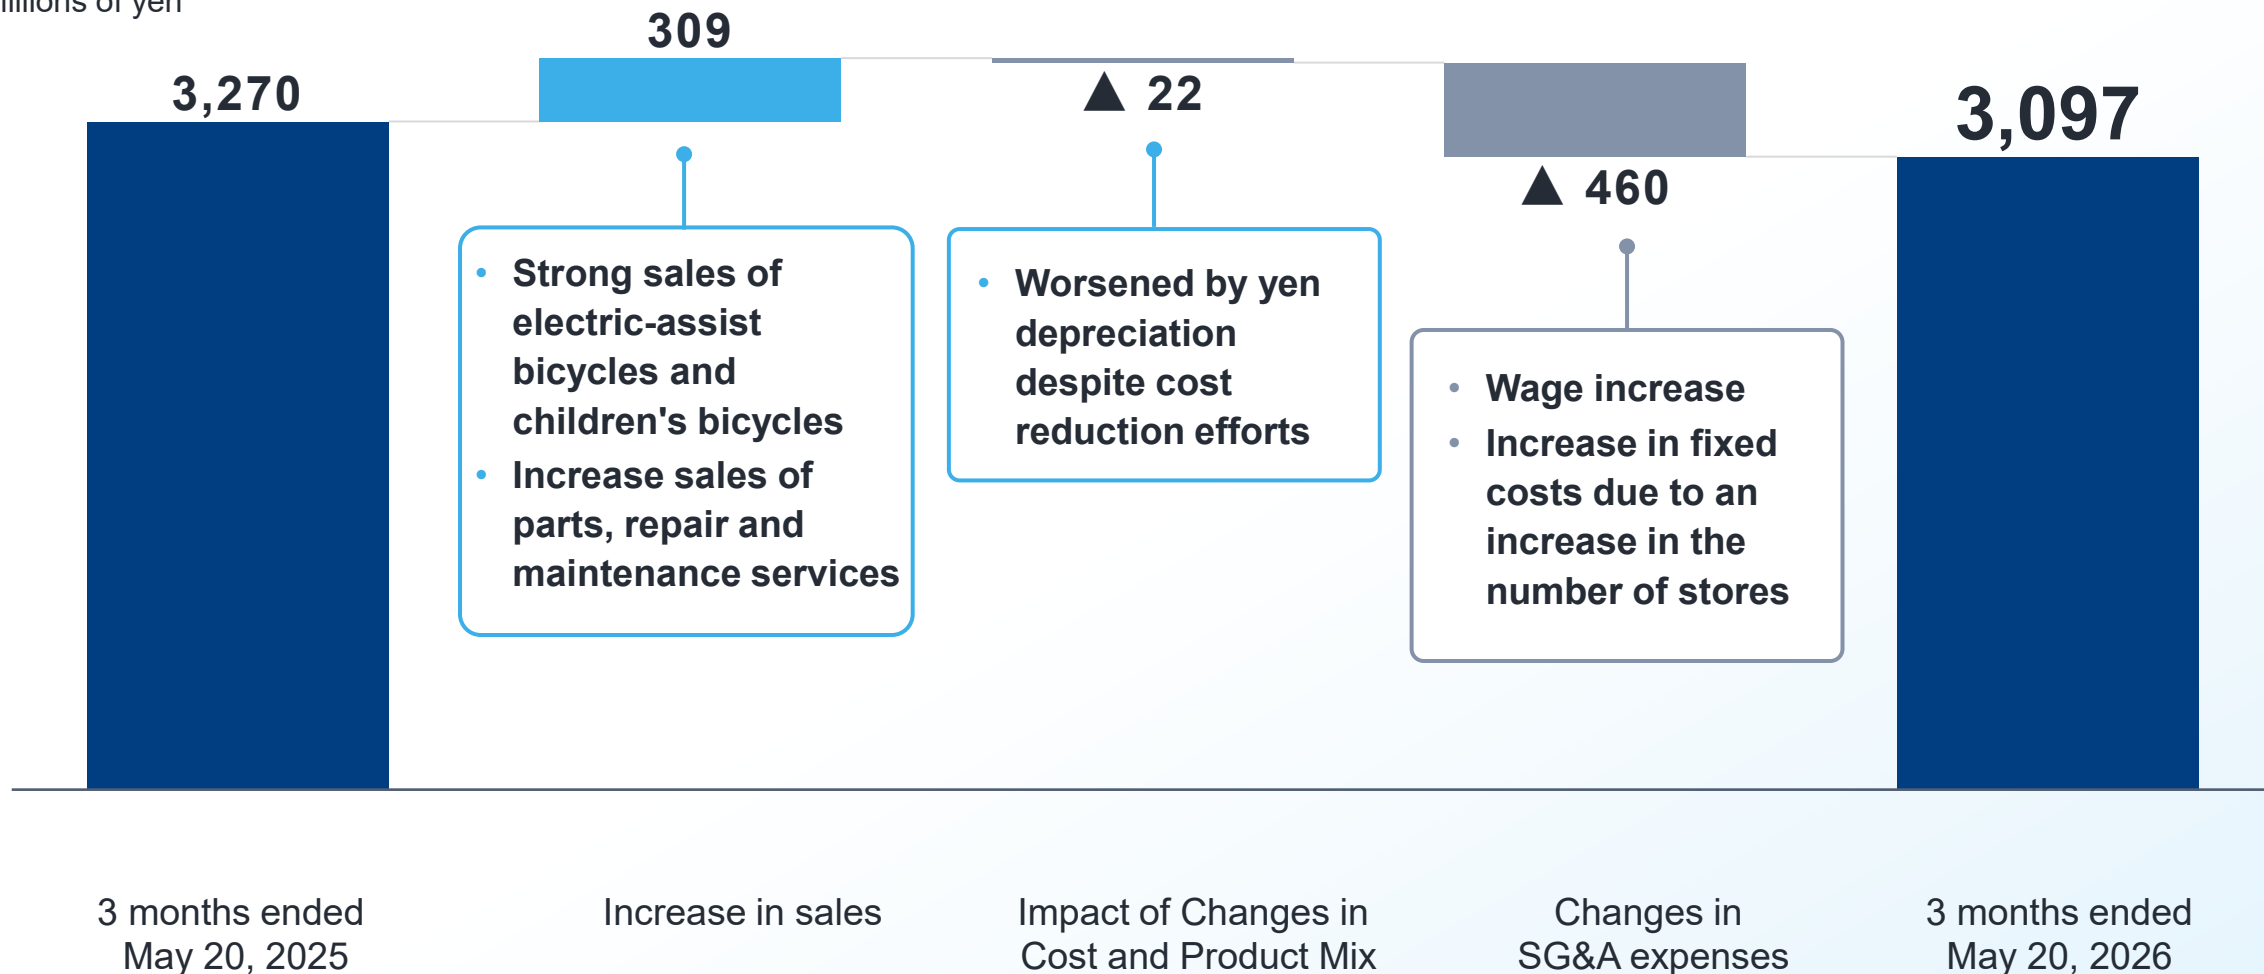 of yen
309
3,270
▲ 22
3,097
▲ 460
• Strong sales of
electric-assist
bicycles and
children's bicycles
• Increase sales of
parts, repair and
maintenance services
• Worsened by yen
depreciation
despite cost
reduction efforts
• Wage increase
• Increase in fixed
costs due to an
increase in the
number of stores
3 months ended
May 20, 2025
Increase in sales
Impact of Changes in
Cost and Product Mix
Changes in
SG&A expenses
3 months ended
May 20, 2026